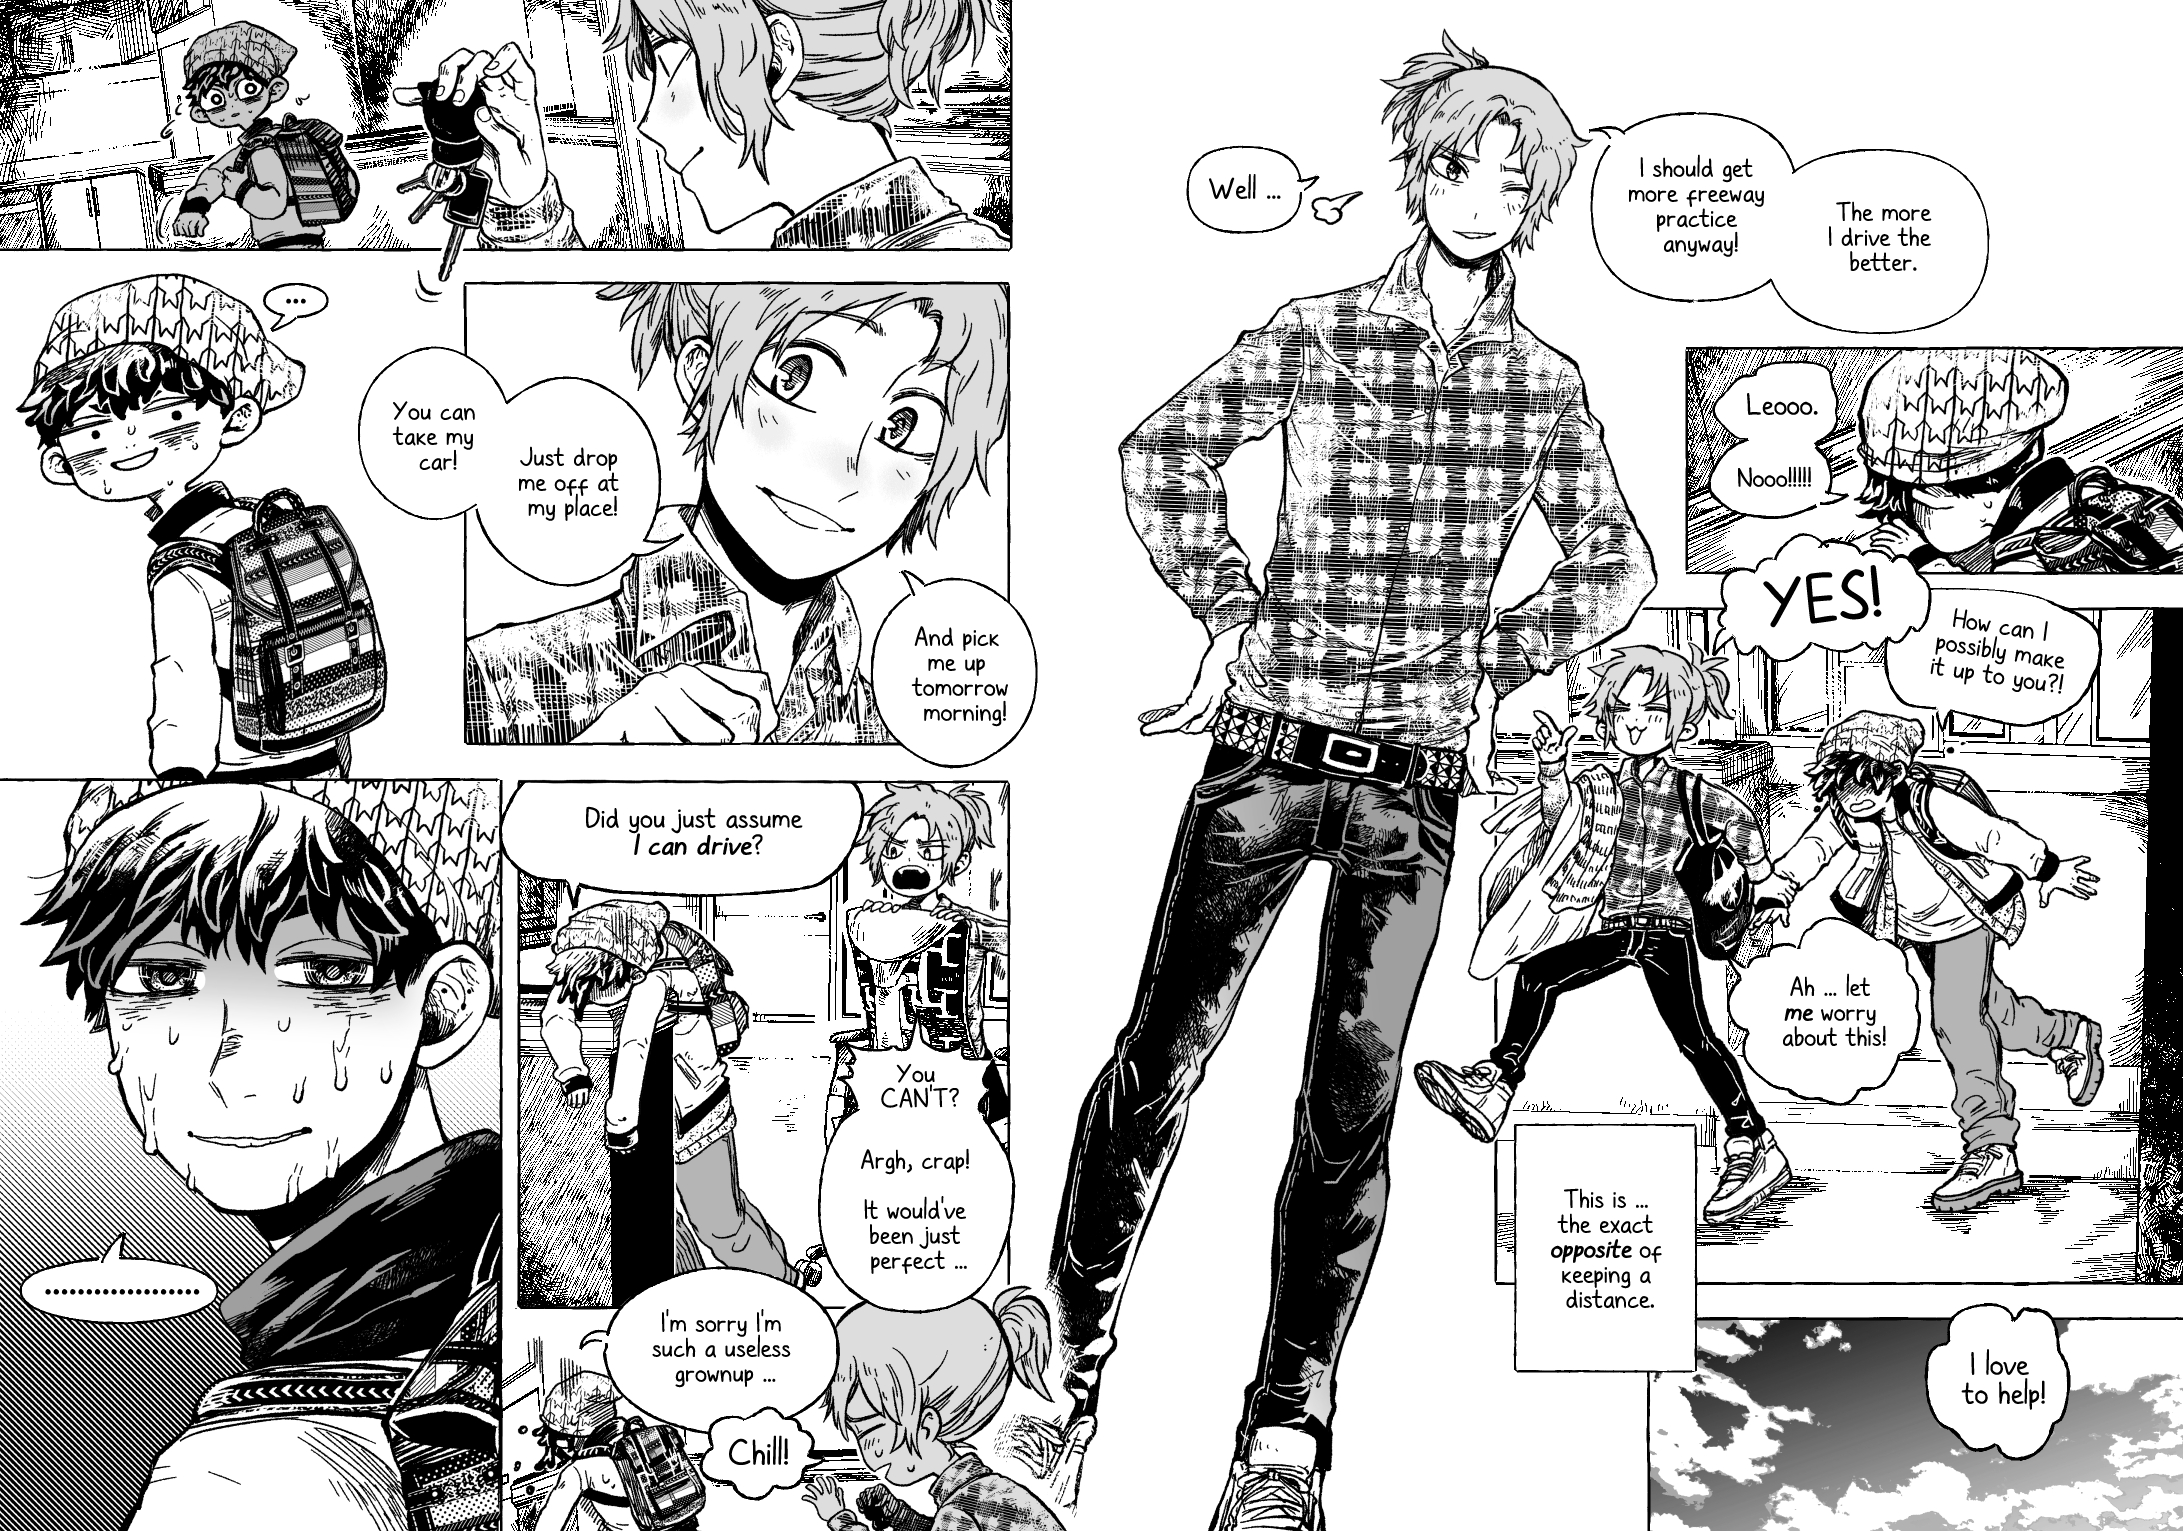 ...
You can
take my
car!
Just drop
me off at
my place!
And pick
me up
tomorrow
morning!
.....................
Did you just assume
I can drive?
You
CAN'T?
Argh, crap!
It would've
been just
perfect ...
I'm sorry I'm
such a useless
grownup ...
Chill!
Well ...
I should get
more freeway
practice
anyway!
The more
I drive the
better.
Leooo.
Nooo!!!!!
YES!
How can I
possibly make
it up to you?!
Ah ... let
me worry
about this!
This is ...
the exact
opposite of
keeping a
distance.
I love
to help!